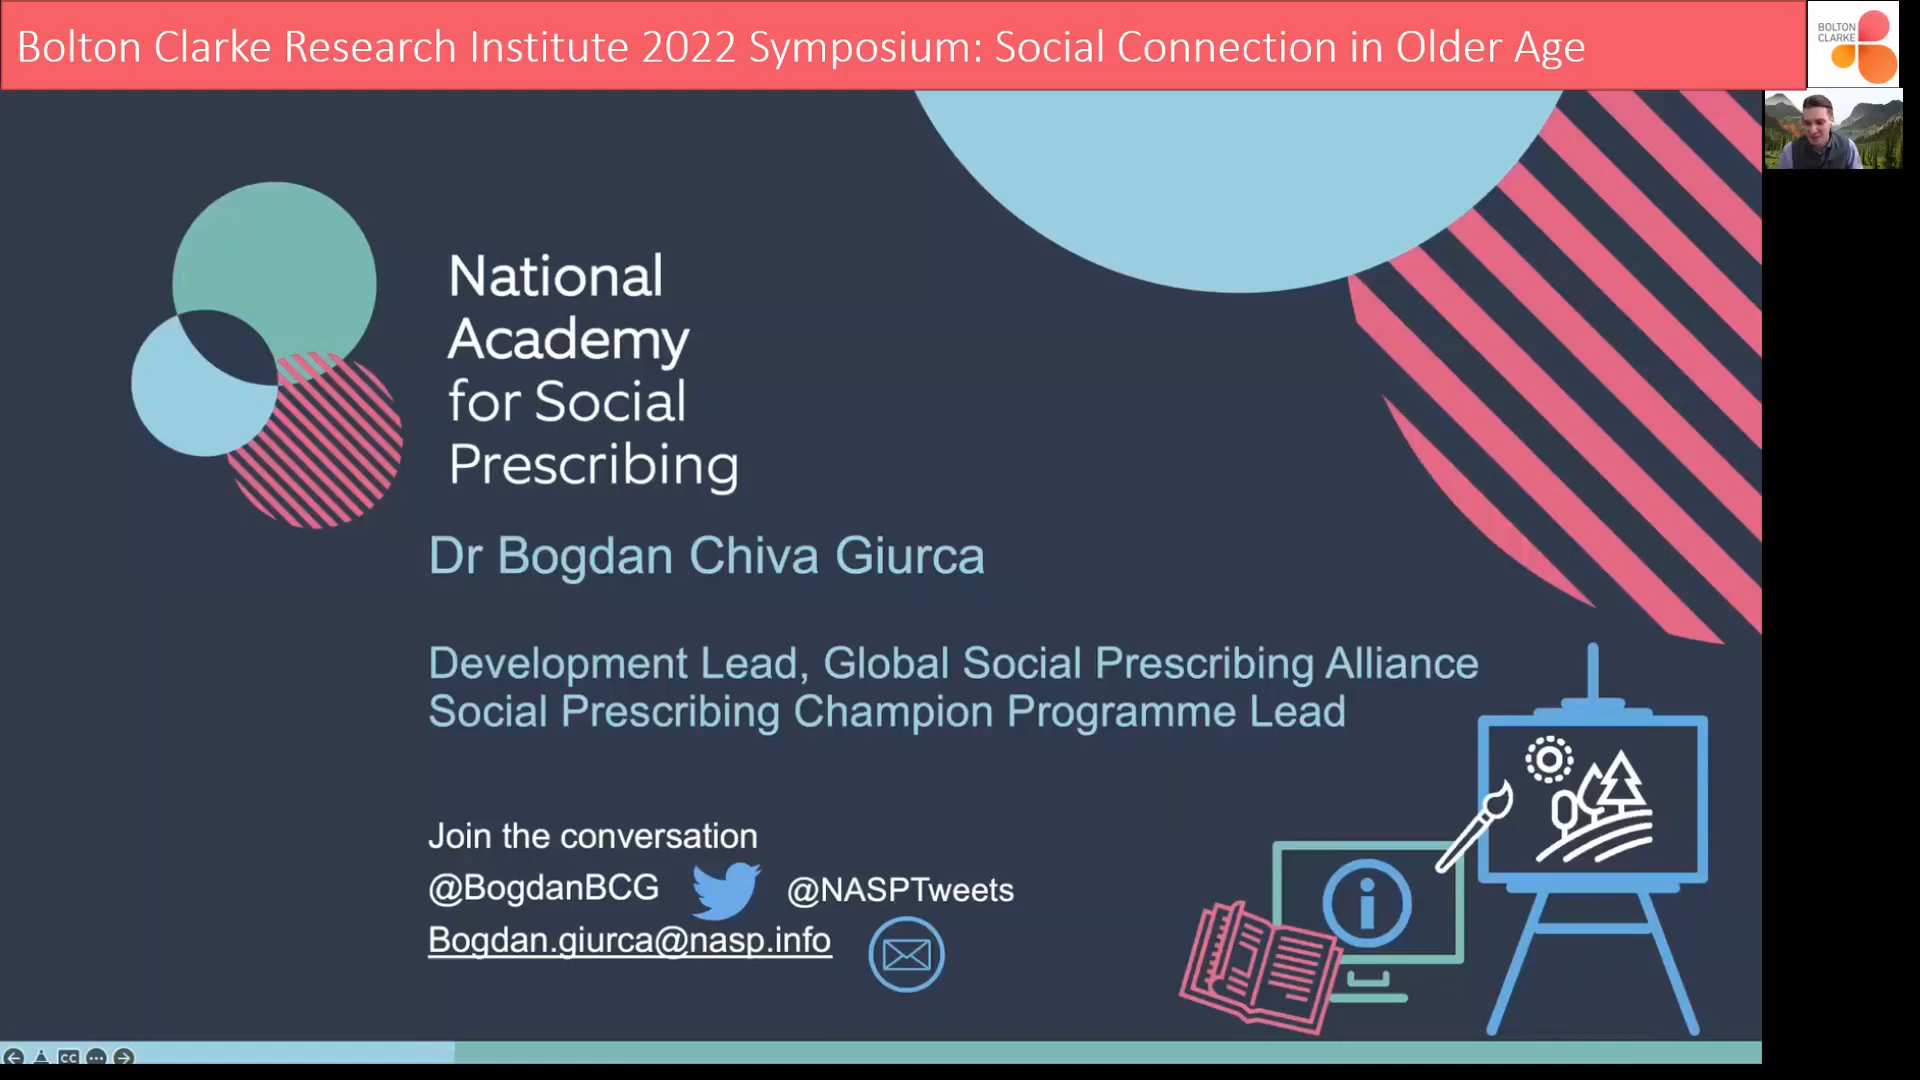 Bolton Clarke Research Institute 2022 Symposium: Social Connection in Older Age
BOLTON
CLARKE
National
Academy
for Social
Prescribing
Dr Bogdan Chiva Giurca
Development Lead, Global Social Prescribing Alliance
Social Prescribing Champion Programme Lead
Join the conversation
@BogdanBCG @NASPTweets
Bogdan.giurca@nasp.info
i
CC